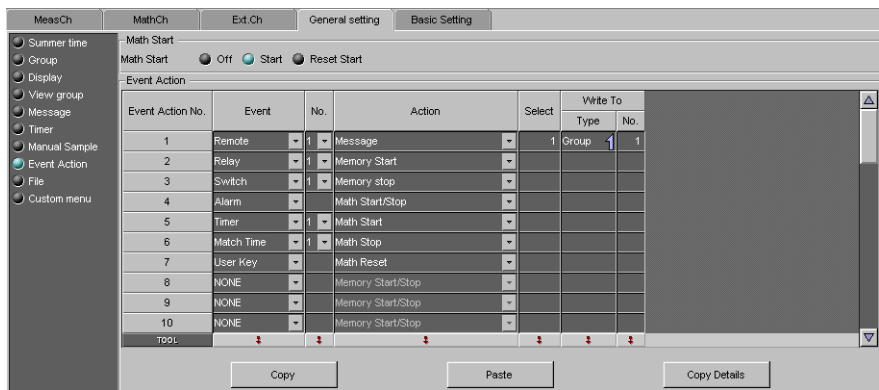 MeasCh MathCh Ext.Ch General setting Basic Setting
Summer time
Group
Display
View group
Message
Timer
Manual Sample
Event Action
File
Custom menu
Math Start
Math Start Off Start Reset Start
Event Action
Event Action No. Event No. Action Select Write To
Type No.
1 Remote 1 Message 1 Group 1
2 Relay 1 Memory Start
3 Switch 1 Memory stop
4 Alarm Math Start/Stop
5 Timer 1 Math Start
6 Match Time 1 Math Stop
7 User Key Math Reset
8 NONE Memory Start/Stop
9 NONE Memory Start/Stop
10 NONE Memory Start/Stop
TOOL
Copy Paste Copy Details